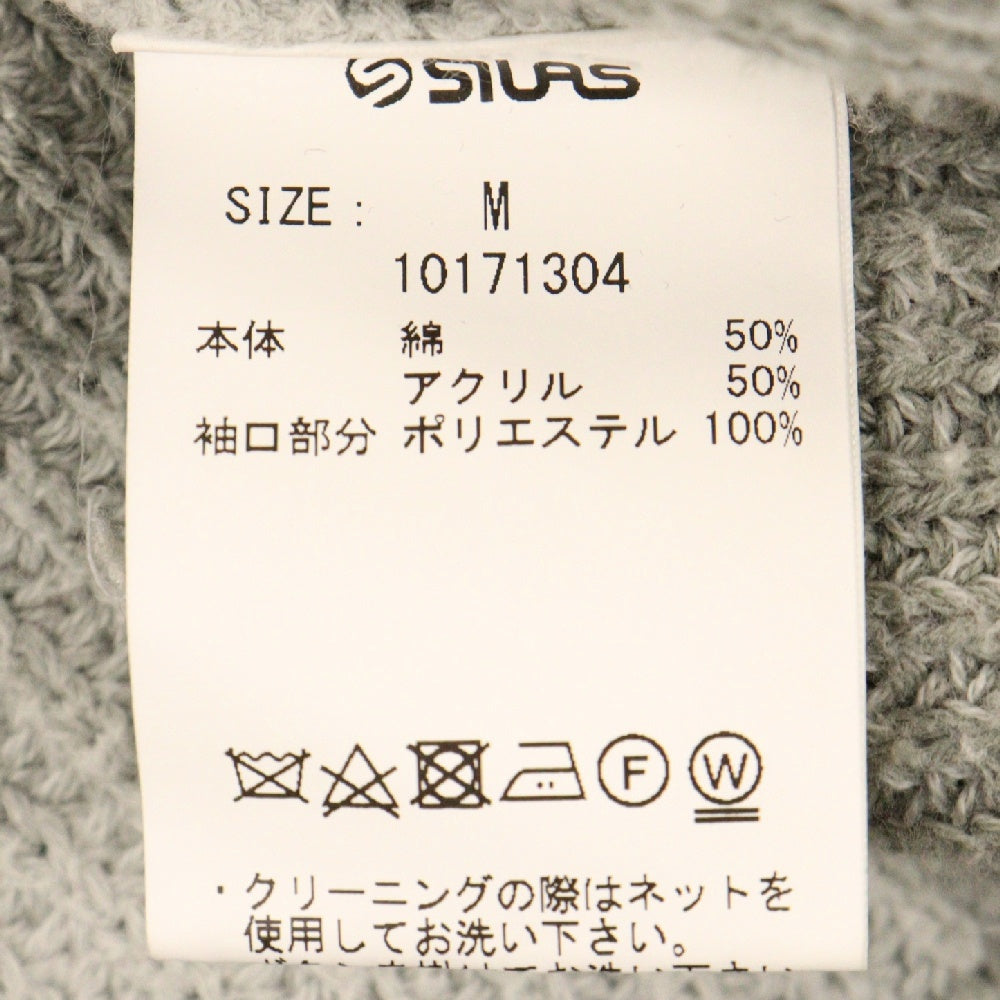 SILAS
SIZE : M
10171304
本体 綿 50%
アクリル 50%
袖口部分 ポリエステル 100%
F W
・クリーニングの際はネットを
使用してお洗い下さい。